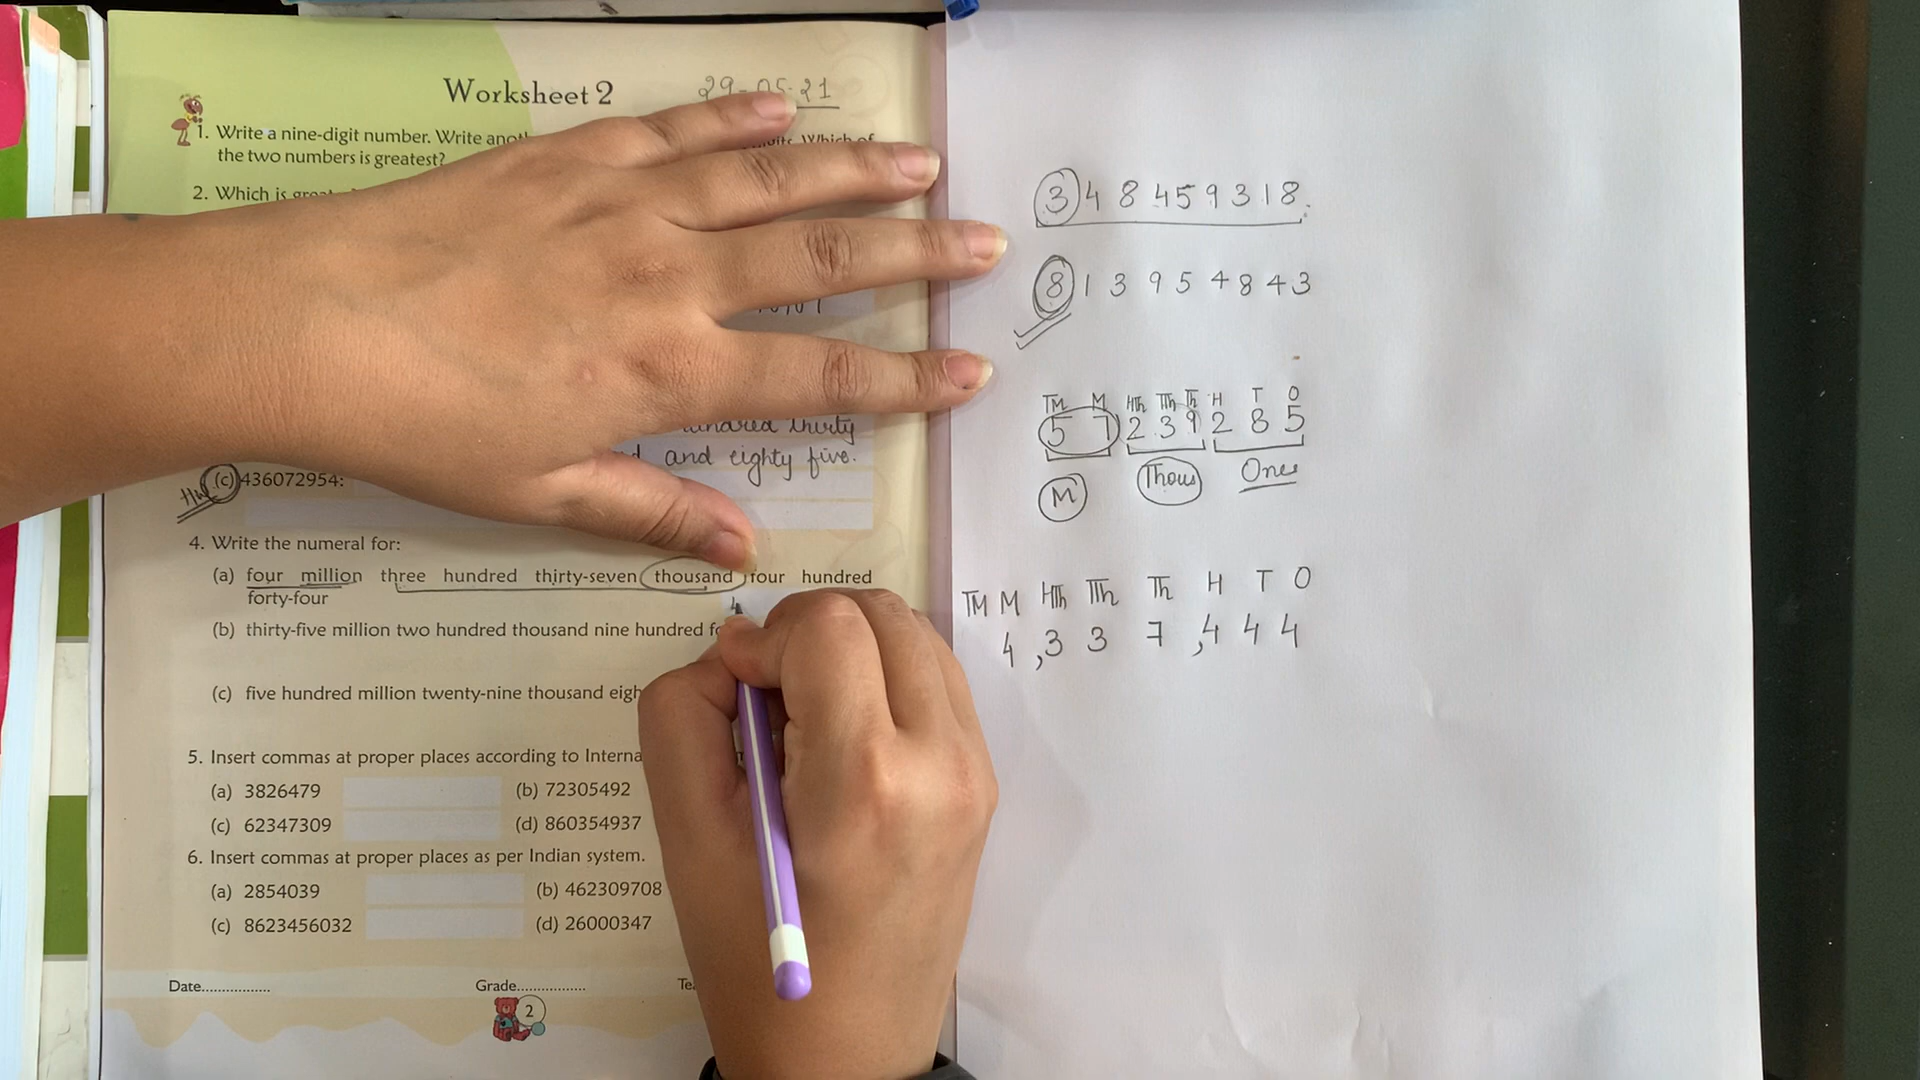 Worksheet 2
29-05-21
1. Write a nine-digit number. Write
Which of
the two numbers is greatest?
2. Which is
hundred thirty
and eighty five.
HW (c) 436072954:
4. Write the numeral for:
(a) four million three hundred thirty-seven thousand four hundred
forty-four
4
(b) thirty-five million two hundred thousand nine hundred
(c) five hundred million twenty-nine thousand
5. Insert commas at proper places according to
(a) 3826479
(b) 72305492
(c) 62347309
(d) 860354937
6. Insert commas at proper places as per Indian system.
(a) 2854039
(b) 462309708
(c) 8623456032
(d) 26000347
Date................
Grade................
2
3 4 8 4 5 9 3 1 8
8 1 3 9 5 4 8 4 3
TM M HTh TTh Th H T O
5 7 2 3 9 2 8 5
M Thous Ones
TM M HTh TTh Th H T O
4,3 3 7,4 4 4